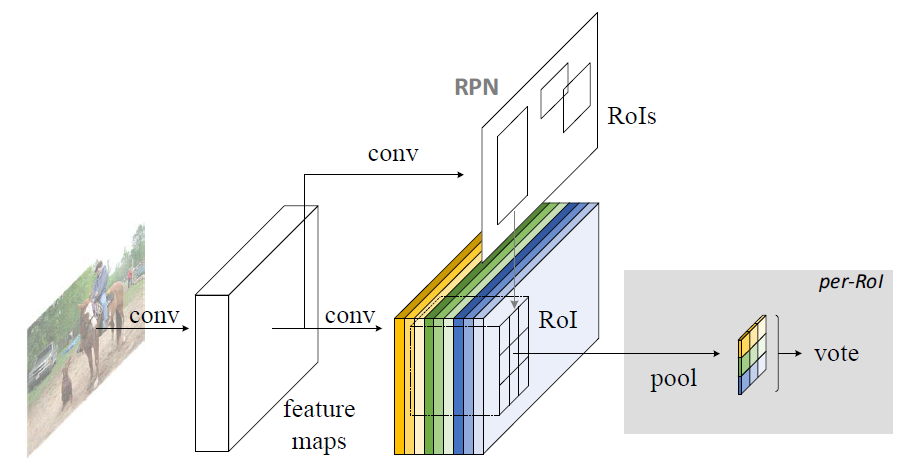 RPN
RoIs
conv
conv
conv
RoI
per-RoI
pool
vote
feature
maps